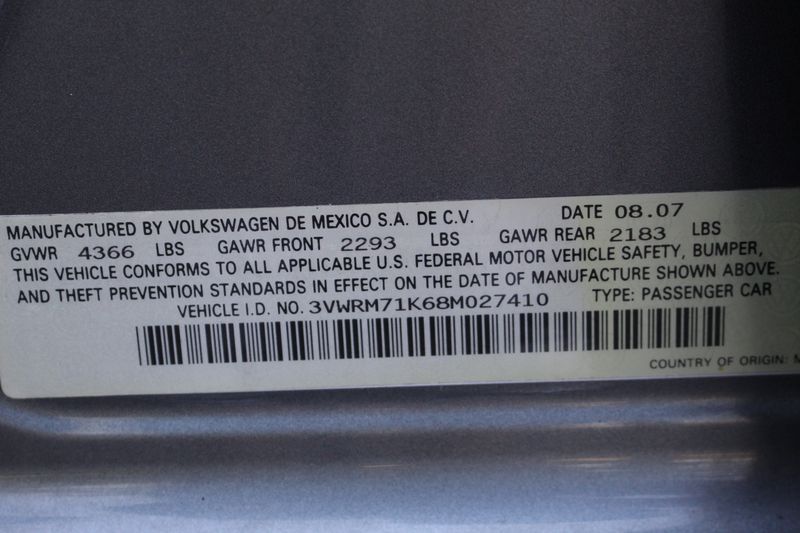 MANUFACTURED BY VOLKSWAGEN DE MEXICO S.A. DE C.V. DATE 08.07
GVWR 4366 LBS GAWR FRONT 2293 LBS GAWR REAR 2183 LBS
THIS VEHICLE CONFORMS TO ALL APPLICABLE U.S. FEDERAL MOTOR VEHICLE SAFETY, BUMPER,
AND THEFT PREVENTION STANDARDS IN EFFECT ON THE DATE OF MANUFACTURE SHOWN ABOVE.
VEHICLE I.D. NO. 3VWRM71K68M027410 TYPE: PASSENGER CAR
COUNTRY OF ORIGIN: M